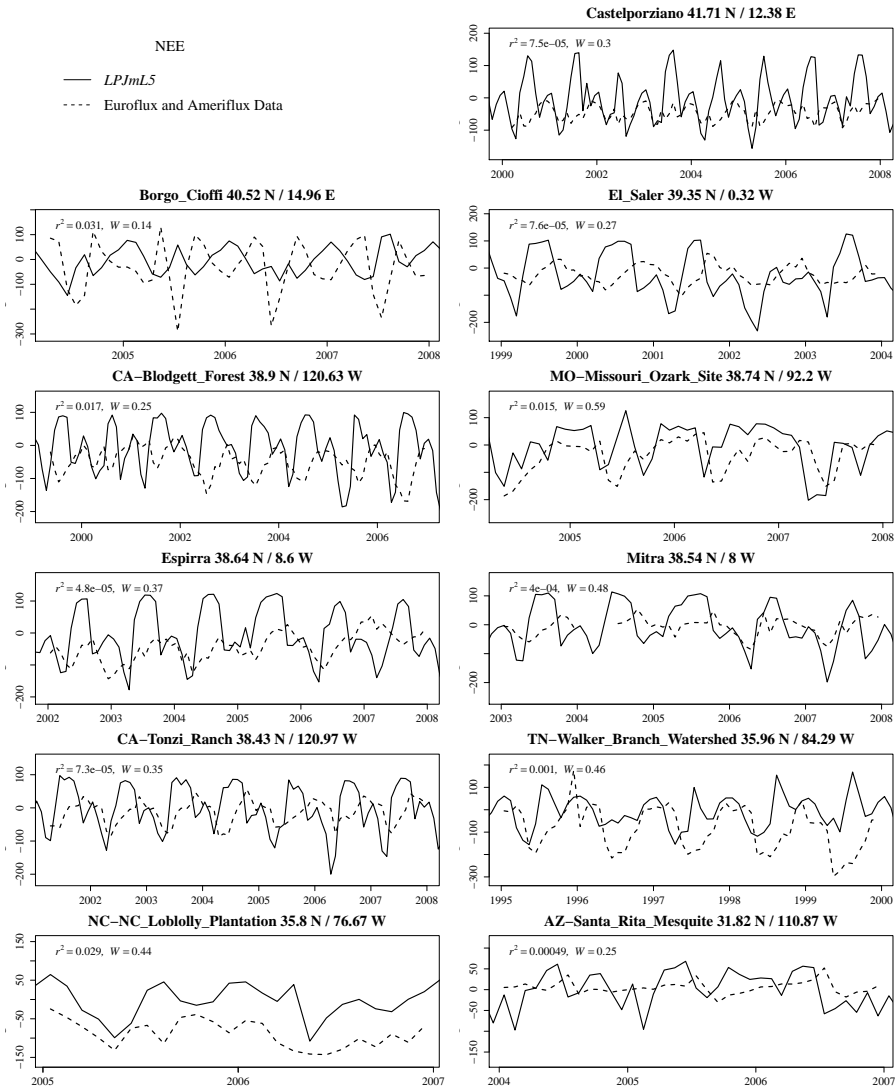 NEE
LPJmL5
Euroflux and Ameriflux Data
Castelporziano 41.71 N / 12.38 E
r² = 7.5e−05, W = 0.3
200
100
0
−100
2000 2002 2004 2006 2008
Borgo_Cioffi 40.52 N / 14.96 E
r² = 0.031, W = 0.14
100
0
−100
−300
2005 2006 2007 2008
El_Saler 39.35 N / 0.32 W
r² = 7.6e−05, W = 0.27
200
100
0
−200
1999 2000 2001 2002 2003 2004
CA−Blodgett_Forest 38.9 N / 120.63 W
r² = 0.017, W = 0.25
100
0
−100
−200
2000 2002 2004 2006
MO−Missouri_Ozark_Site 38.74 N / 92.2 W
r² = 0.015, W = 0.59
100
0
−200
2005 2006 2007 2008
Espirra 38.64 N / 8.6 W
r² = 4.8e−05, W = 0.37
100
0
−200
2002 2003 2004 2005 2006 2007 2008
Mitra 38.54 N / 8 W
r² = 4e−04, W = 0.48
100
0
−200
2003 2004 2005 2006 2007 2008
CA−Tonzi_Ranch 38.43 N / 120.97 W
r² = 7.3e−05, W = 0.35
100
0
−100
−200
2002 2003 2004 2005 2006 2007 2008
TN−Walker_Branch_Watershed 35.96 N / 84.29 W
r² = 0.001, W = 0.46
100
0
−100
−300
1995 1996 1997 1998 1999 2000
NC−NC_Loblolly_Plantation 35.8 N / 76.67 W
r² = 0.029, W = 0.44
150
50
−50
−150
2005 2006 2007
AZ−Santa_Rita_Mesquite 31.82 N / 110.87 W
r² = 0.00049, W = 0.25
50
0
−50
−150
2004 2005 2006 2007